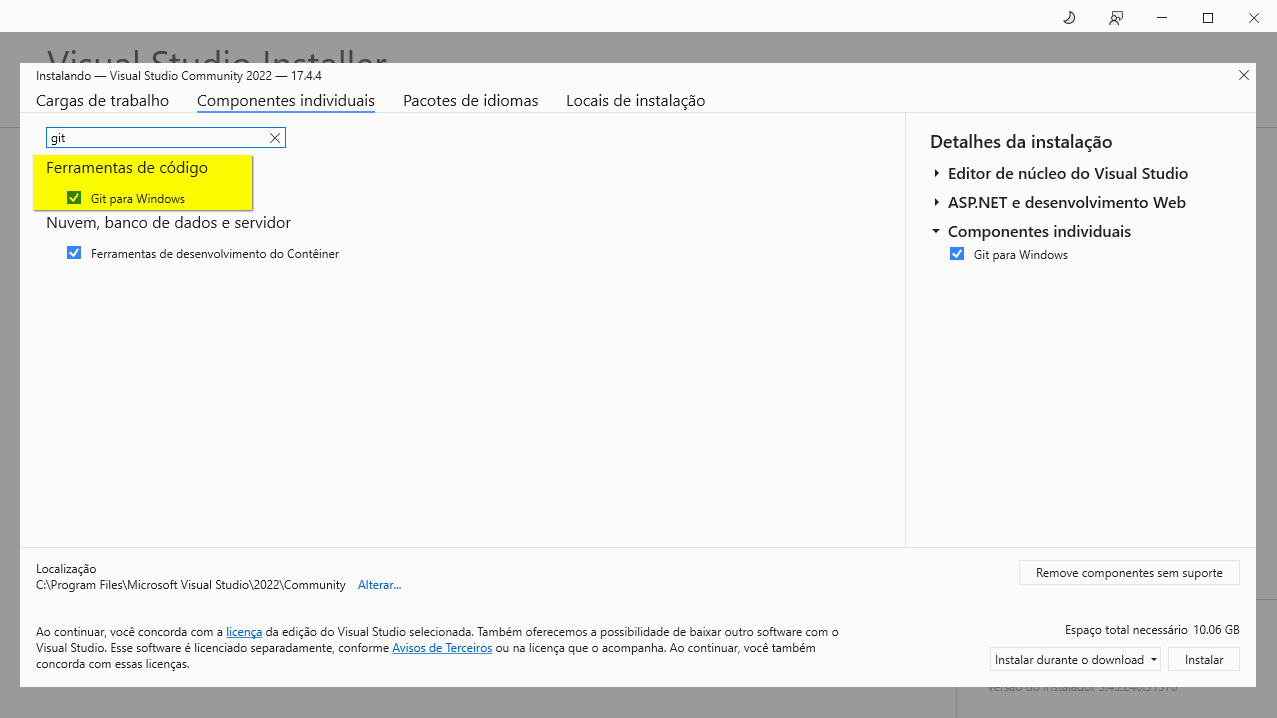 Visual Studio Installer
Instalando — Visual Studio Community 2022 — 17.4.4
Cargas de trabalho Componentes individuais Pacotes de idiomas Locais de instalação
git
Ferramentas de código
Git para Windows
Nuvem, banco de dados e servidor
Ferramentas de desenvolvimento do Contêiner
Detalhes da instalação
Editor de núcleo do Visual Studio
ASP.NET e desenvolvimento Web
Componentes individuais
Git para Windows
Localização
C:\Program Files\Microsoft Visual Studio\2022\Community Alterar...
Remove componentes sem suporte
Ao continuar, você concorda com a licença da edição do Visual Studio selecionada. Também oferecemos a possibilidade de baixar outro software com o
Visual Studio. Esse software é licenciado separadamente, conforme Avisos de Terceiros ou na licença que o acompanha. Ao continuar, você também
concorda com essas licenças.
Espaço total necessário 10.06 GB
Instalar durante o download Instalar
Versão do Instalador 3.4.2246.31370